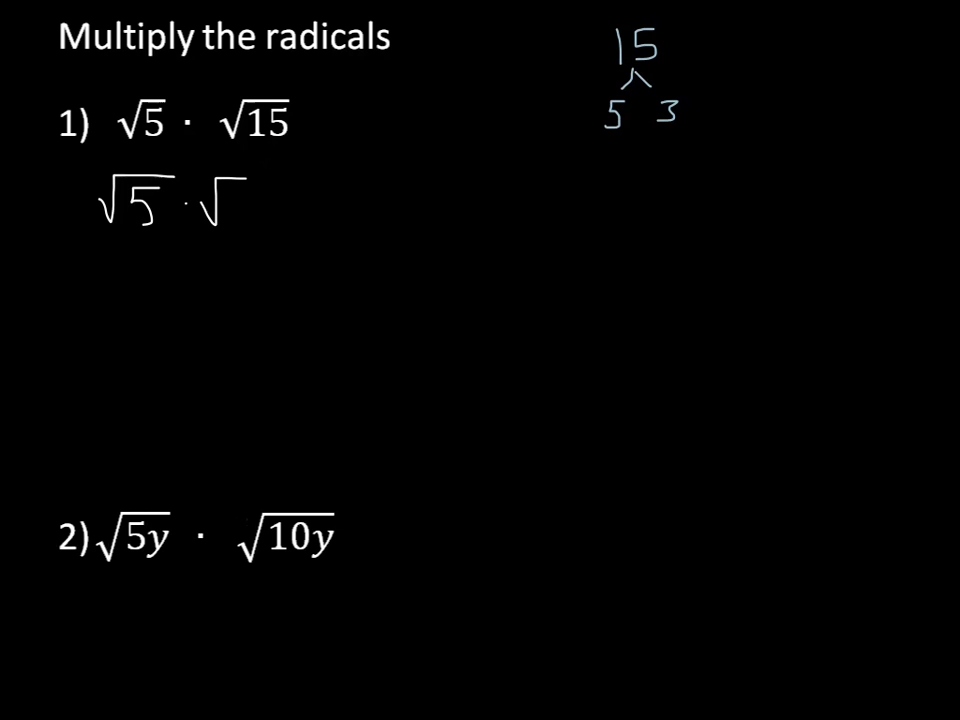 Multiply the radicals
15
5 3
1) √5 · √15
√5 · √
2) √5y · √10y